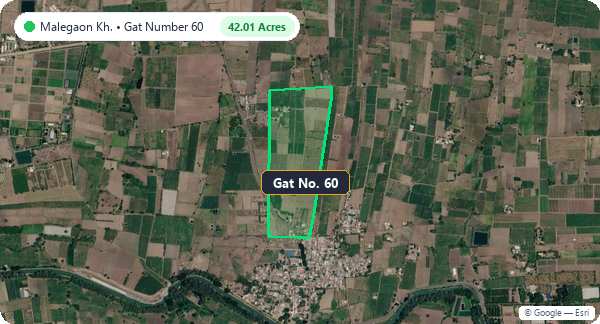 Malegaon Kh. • Gat Number 60 42.01 Acres
Gat No. 60
© Google — Esri